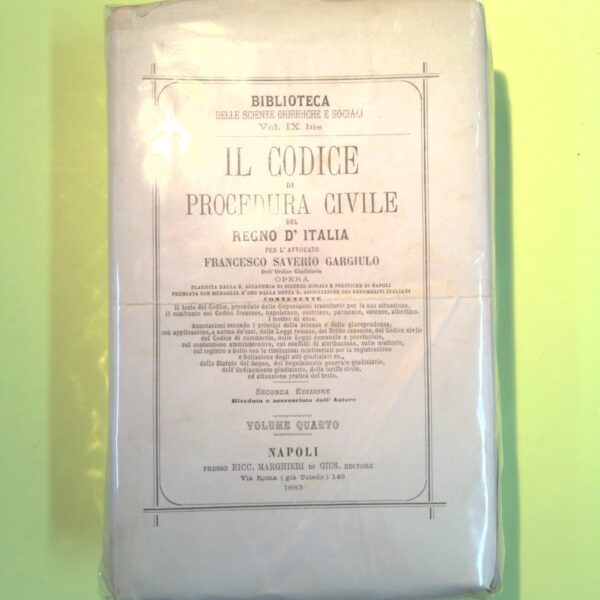 BIBLIOTECA
DELLE SCIENZE GIURIDICHE E SOCIALI
Vol. IX. bis
IL CODICE
DI
PROCEDURA CIVILE
DEL
REGNO D' ITALIA
PER L'AVVOCATO
FRANCESCO SAVERIO GARGIULO
Dell'Ordine Giudiziario
OPERA
PLAUDITA DALLA R. ACCADEMIA DI SCIENZE MORALI E POLITICHE DI NAPOLI
PREMIATA CON MEDAGLIA D'ORO DALLA DETTA R. ASSOCIAZIONE DEI BENEMERITI ITALIANI
CONTENENTE
Il testo del Codice, preceduto dalle disposizioni transitorie per la sua attuazione,
Il confronto coi Codici francese, napoletano, austriaco, parmense, estense, albertino.
I motivi di esso.
Annotazioni secondo i principi della scienza e della giureprudenza,
con applicazione, a norma de'casi, delle Leggi romane, del Dritto canonico, del Codice civile
del Codice di commercio, delle Leggi comunale e provinciale,
sul contenzioso amministrativo, sui conflitti di attribuzione, sulle espropriazioni,
sul registro e bollo con le risoluzioni ministeriali per la registrazione
e bollazione degli atti giudiziari ec.,
dello Statuto del Regno, del Regolamento generale giudiziario,
dell'Ordinamento giudiziario, della tariffa civile,
ed attuazione pratica del testo.
SECONDA EDIZIONE
Riveduta e accresciuta dall'Autore
VOLUME QUARTO
NAPOLI
PRESSO RICC. MARGHIERI DI GIUS. EDITORE
Via Roma (già Toledo) 140
1883